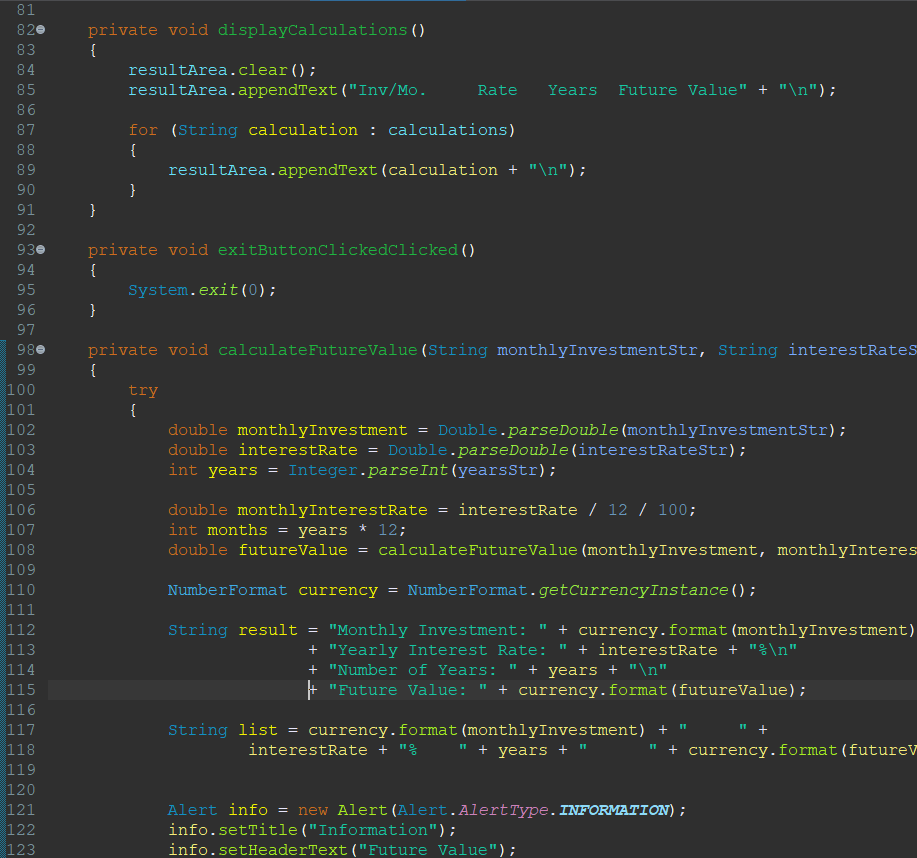 81
82 private void displayCalculations()
83 {
84 resultArea.clear();
85 resultArea.appendText("Inv/Mo.     Rate   Years  Future Value" + "\n");
86
87 for (String calculation : calculations)
88 {
89 resultArea.appendText(calculation + "\n");
90 }
91 }
92
93 private void exitButtonClickedClicked()
94 {
95 System.exit(0);
96 }
97
98 private void calculateFutureValue(String monthlyInvestmentStr, String interestRateS
99 {
100 try
101 {
102 double monthlyInvestment = Double.parseDouble(monthlyInvestmentStr);
103 double interestRate = Double.parseDouble(interestRateStr);
104 int years = Integer.parseInt(yearsStr);
105
106 double monthlyInterestRate = interestRate / 12 / 100;
107 int months = years * 12;
108 double futureValue = calculateFutureValue(monthlyInvestment, monthlyInteres
109
110 NumberFormat currency = NumberFormat.getCurrencyInstance();
111
112 String result = "Monthly Investment: " + currency.format(monthlyInvestment)
113 + "Yearly Interest Rate: " + interestRate + "%\n"
114 + "Number of Years: " + years + "\n"
115 + "Future Value: " + currency.format(futureValue);
116
117 String list = currency.format(monthlyInvestment) + "     " +
118 interestRate + "%    " + years + "      " + currency.format(futureV
119
120
121 Alert info = new Alert(Alert.AlertType.INFORMATION);
122 info.setTitle("Information");
123 info.setHeaderText("Future Value");